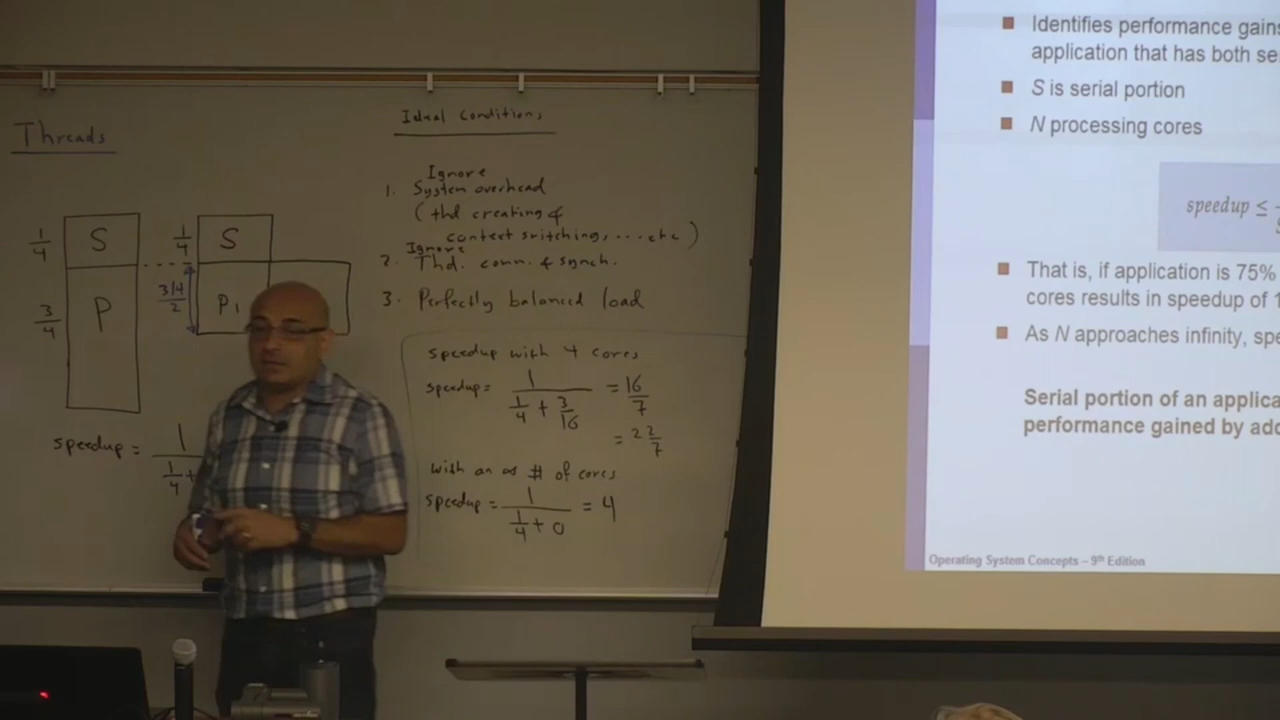 Threads
1/4 S
3/4 P
1/4 S
3/4/2 P1
speedup = 1
1/4 +
Ideal Conditions
Ignore
1. System overhead
(thd creating &
context switching, ... etc)
Ignore
2. Thd. comm. & synch.
3. Perfectly balanced load
speedup with 4 cores
speedup = 1 / (1/4 + 3/16) = 16/7
= 2 2/7
with an ∞ # of cores
speedup = 1 / (1/4 + 0) = 4
Identifies performance gains
application that has both se
S is serial portion
N processing cores
speedup ≤
That is, if application is 75%
cores results in speedup of 1
As N approaches infinity, spe
Serial portion of an applica
performance gained by add
Operating System Concepts – 9th Edition